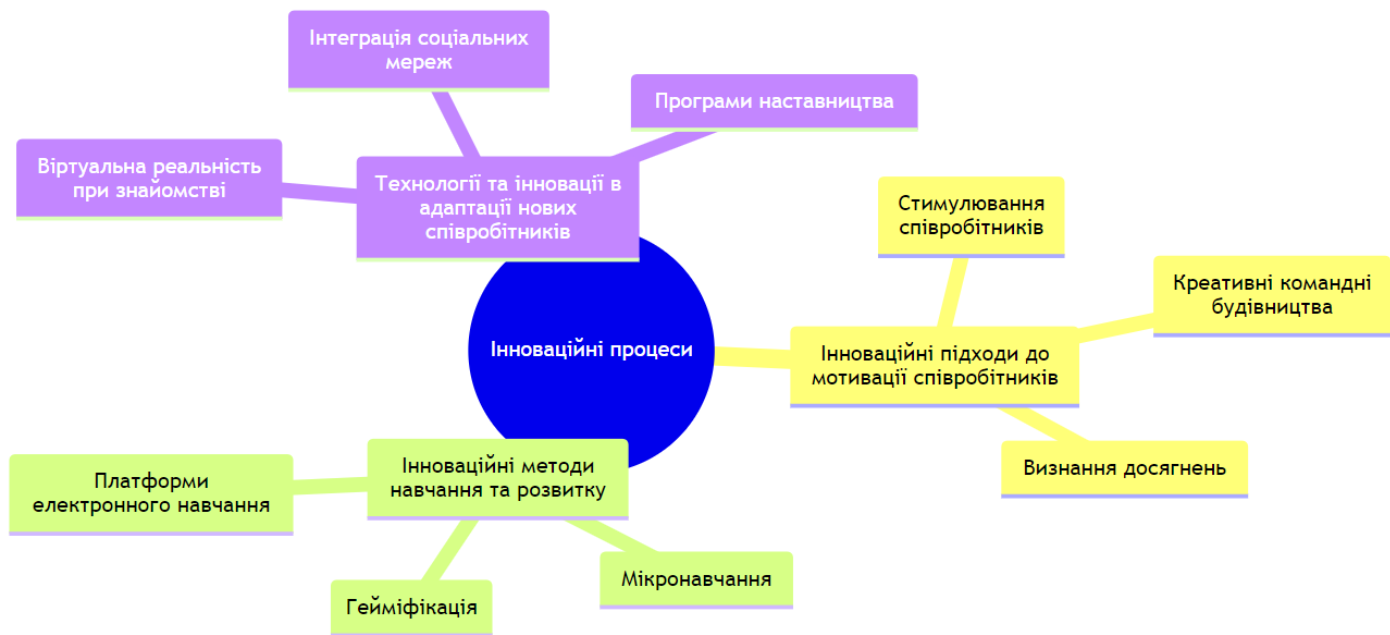 Інтеграція соціальних
мереж
Програми наставництва
Віртуальна реальність
при знайомстві
Технології та інновації в
адаптації нових
співробітників
Стимулювання
співробітників
Креативні командні
будівництва
Інноваційні процеси
Інноваційні підходи до
мотивації співробітників
Визнання досягнень
Інноваційні методи
навчання та розвитку
Платформи
електронного навчання
Мікронавчання
Гейміфікація